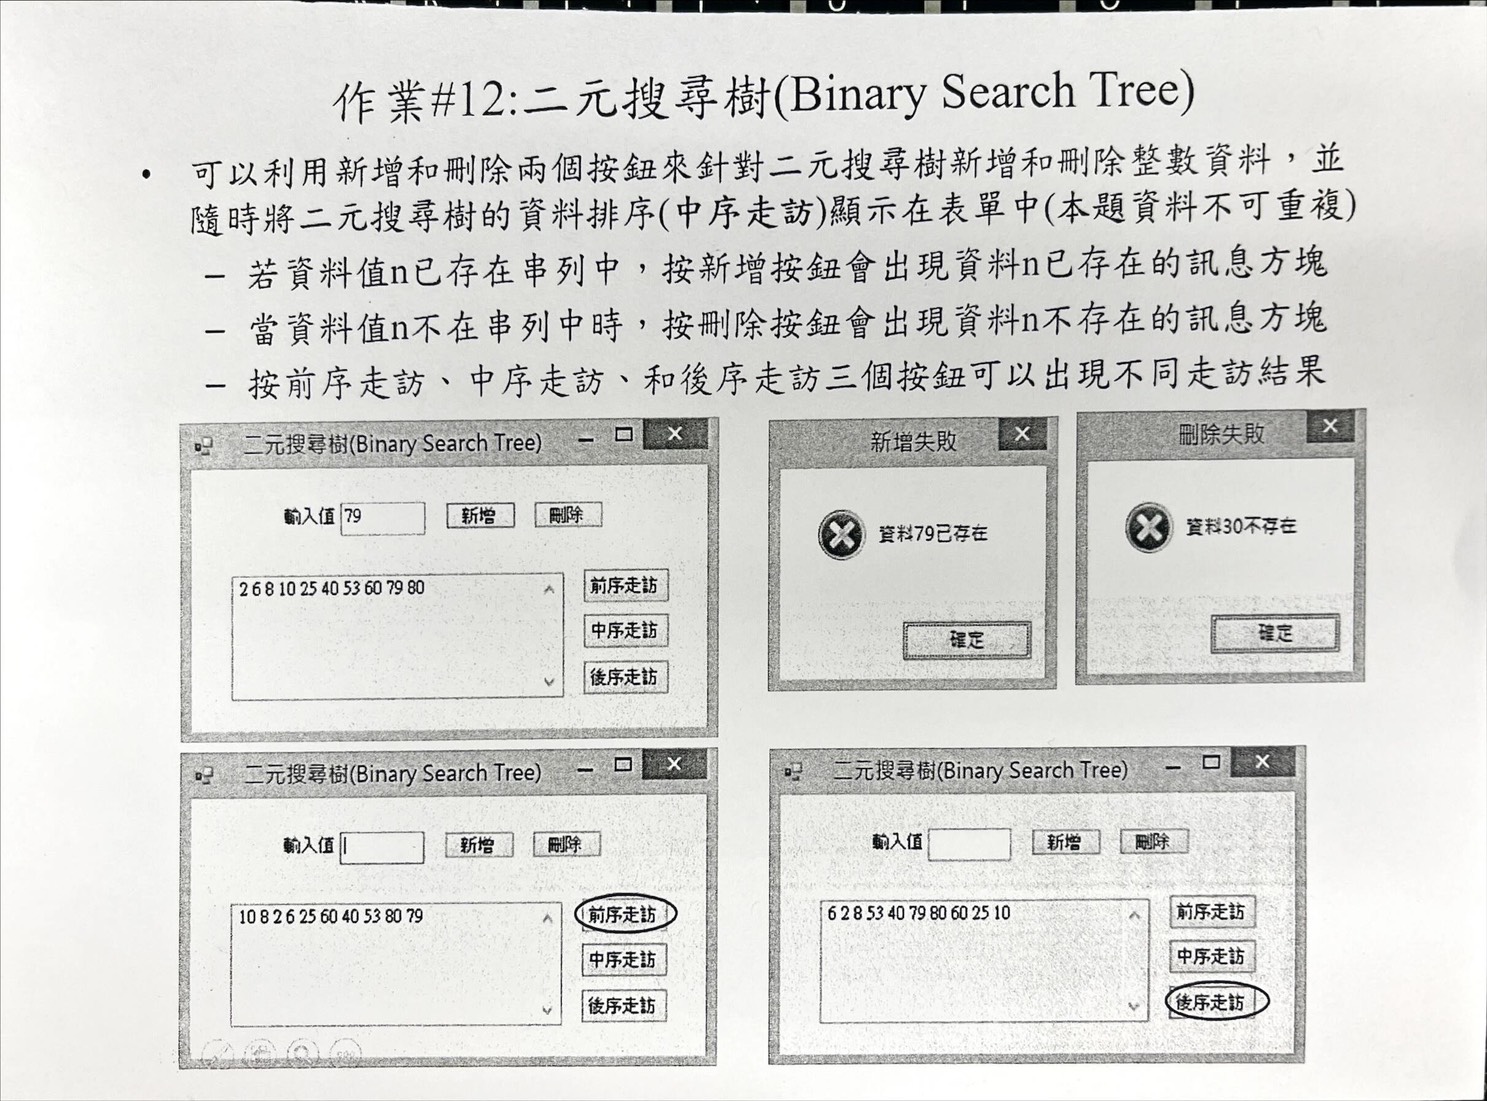 作業#12:二元搜尋樹(Binary Search Tree)
• 可以利用新增和刪除兩個按鈕來針對二元搜尋樹新增和刪除整數資料，並
隨時將二元搜尋樹的資料排序(中序走訪)顯示在表單中(本題資料不可重複)
– 若資料值n已存在串列中，按新增按鈕會出現資料n已存在的訊息方塊
– 當資料值n不在串列中時，按刪除按鈕會出現資料n不存在的訊息方塊
– 按前序走訪、中序走訪、和後序走訪三個按鈕可以出現不同走訪結果
二元搜尋樹(Binary Search Tree)
輸入值 79 新增 刪除
2 6 8 10 25 40 53 60 79 80
前序走訪
中序走訪
後序走訪
新增失敗
資料79已存在
確定
刪除失敗
資料30不存在
確定
二元搜尋樹(Binary Search Tree)
輸入值 新增 刪除
10 8 2 6 25 60 40 53 80 79
前序走訪
中序走訪
後序走訪
二元搜尋樹(Binary Search Tree)
輸入值 新增 刪除
6 2 8 53 40 79 80 60 25 10
前序走訪
中序走訪
後序走訪